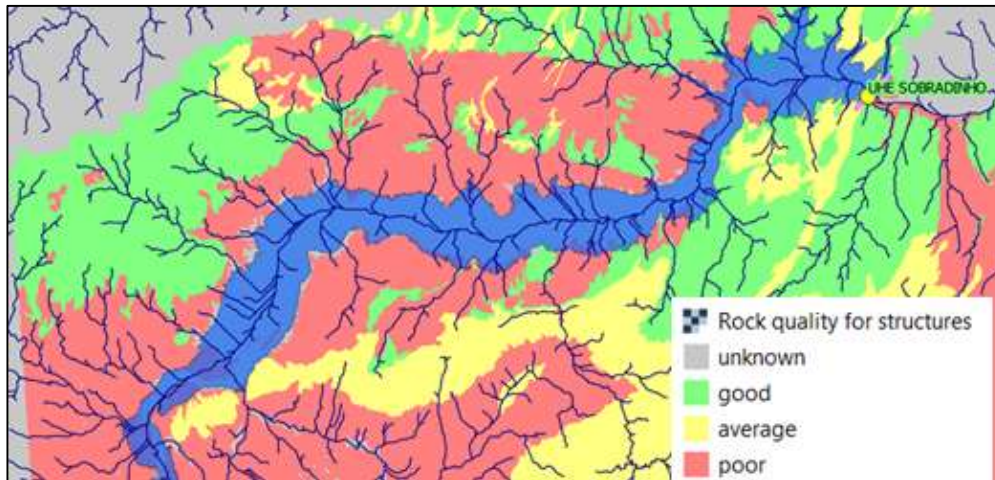 UHE SOBRADINHO
Rock quality for structures
unknown
good
average
poor